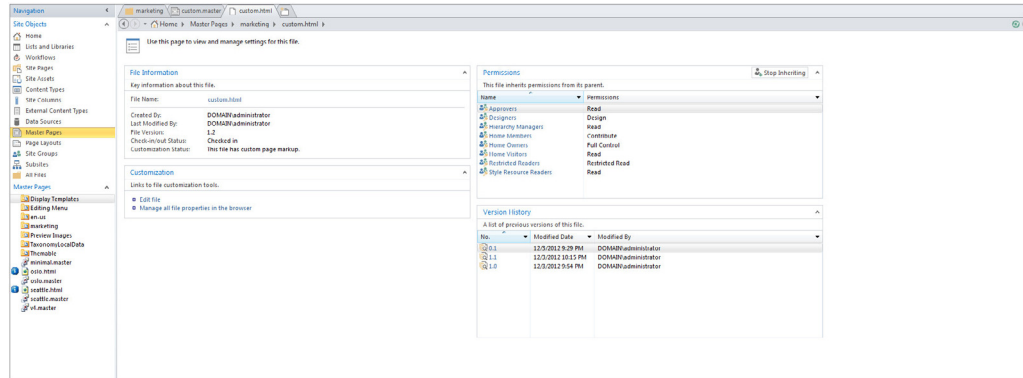 Navigation
marketing custom.master custom.html
Site Objects
Home Master Pages marketing custom.html
Home
Lists and Libraries
Workflows
Site Pages
Site Assets
Content Types
Site Columns
External Content Types
Data Sources
Master Pages
Page Layouts
Site Groups
Subsites
All Files
Master Pages
Display Templates
Editing Menu
en-us
marketing
Preview Images
TaxonomyLocalData
Themable
minimal.master
oslo.html
oslo.master
seattle.html
seattle.master
v4.master
Use this page to view and manage settings for this file.
File Information
Key information about this file.
File Name: custom.html
Created By: DOMAIN\administrator
Last Modified By: DOMAIN\administrator
File Version: 1.2
Check-in/out Status: Checked in
Customization Status: This file has custom page markup.
Customization
Links to file customization tools.
Edit file
Manage all file properties in the browser
Permissions Stop Inheriting
This file inherits permissions from its parent.
Name Permissions
Approvers Read
Designers Design
Hierarchy Managers Read
Home Members Contribute
Home Owners Full Control
Home Visitors Read
Restricted Readers Restricted Read
Style Resource Readers Read
Version History
A list of previous versions of this file.
No. Modified Date Modified By
0.1 12/3/2012 9:29 PM DOMAIN\administrator
1.1 12/3/2012 10:15 PM DOMAIN\administrator
1.0 12/3/2012 9:54 PM DOMAIN\administrator